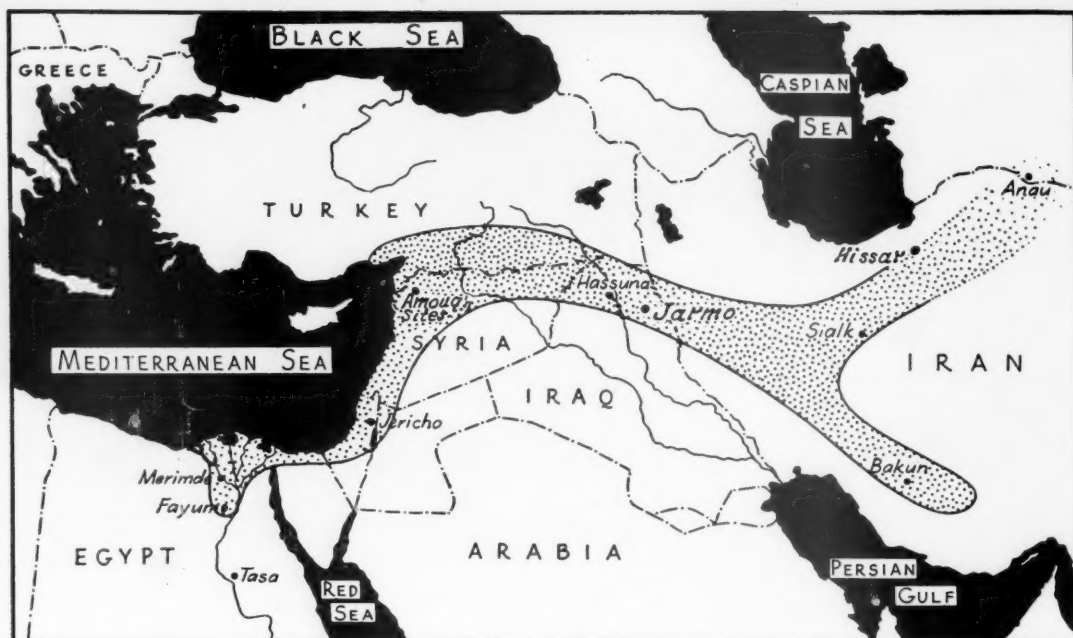 BLACK SEA
GREECE
CASPIAN
SEA
Anau
TURKEY
Hissar
Hassuna
Amouq
Sites
Jarmo
Sialk
SYRIA
MEDITERRANEAN SEA
IRAN
IRAQ
Jericho
Merimde
Bakun
Fayum
EGYPT
ARABIA
Tasa
RED
SEA
PERSIAN
GULF